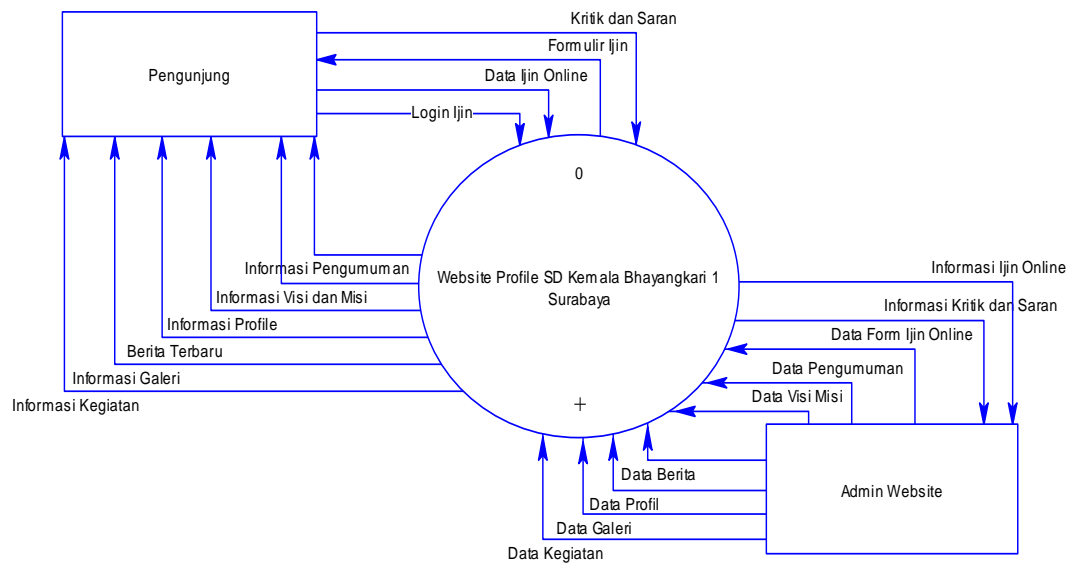 Kritik dan Saran
Formulir Ijin
Pengunjung
Data Ijin Online
Login Ijin
0
Informasi Pengumuman
Website Profile SD Kemala Bhayangkari 1
Surabaya
Informasi Ijin Online
Informasi Visi dan Misi
Informasi Kritik dan Saran
Informasi Profile
Data Form Ijin Online
Berita Terbaru
Data Pengumuman
Informasi Galeri
Data Visi Misi
Informasi Kegiatan
+
Data Berita
Admin Website
Data Profil
Data Galeri
Data Kegiatan